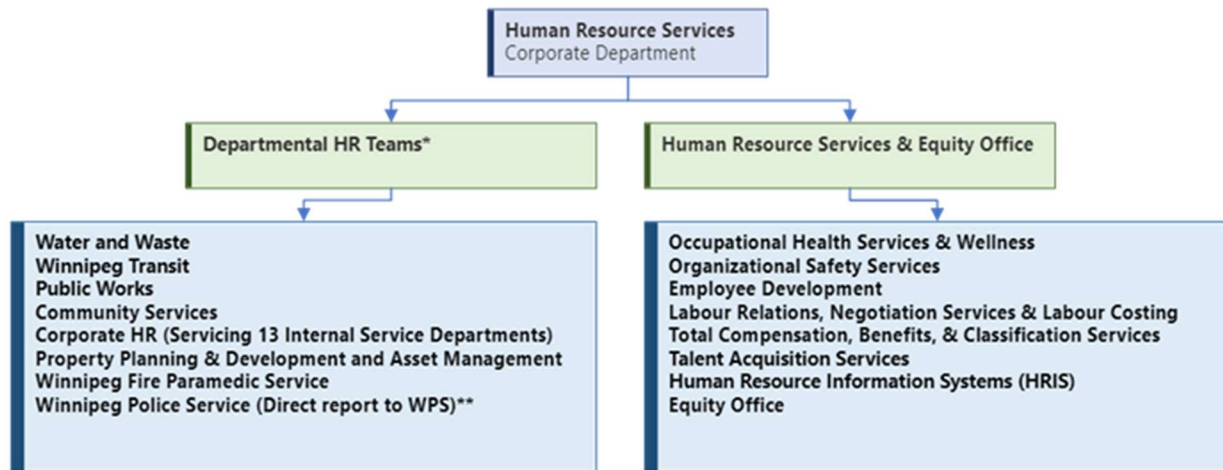 Human Resource Services
Corporate Department
Departmental HR Teams*
Human Resource Services & Equity Office
Water and Waste
Winnipeg Transit
Public Works
Community Services
Corporate HR (Servicing 13 Internal Service Departments)
Property Planning & Development and Asset Management
Winnipeg Fire Paramedic Service
Winnipeg Police Service (Direct report to WPS)**
Occupational Health Services & Wellness
Organizational Safety Services
Employee Development
Labour Relations, Negotiation Services & Labour Costing
Total Compensation, Benefits, & Classification Services
Talent Acquisition Services
Human Resource Information Systems (HRIS)
Equity Office